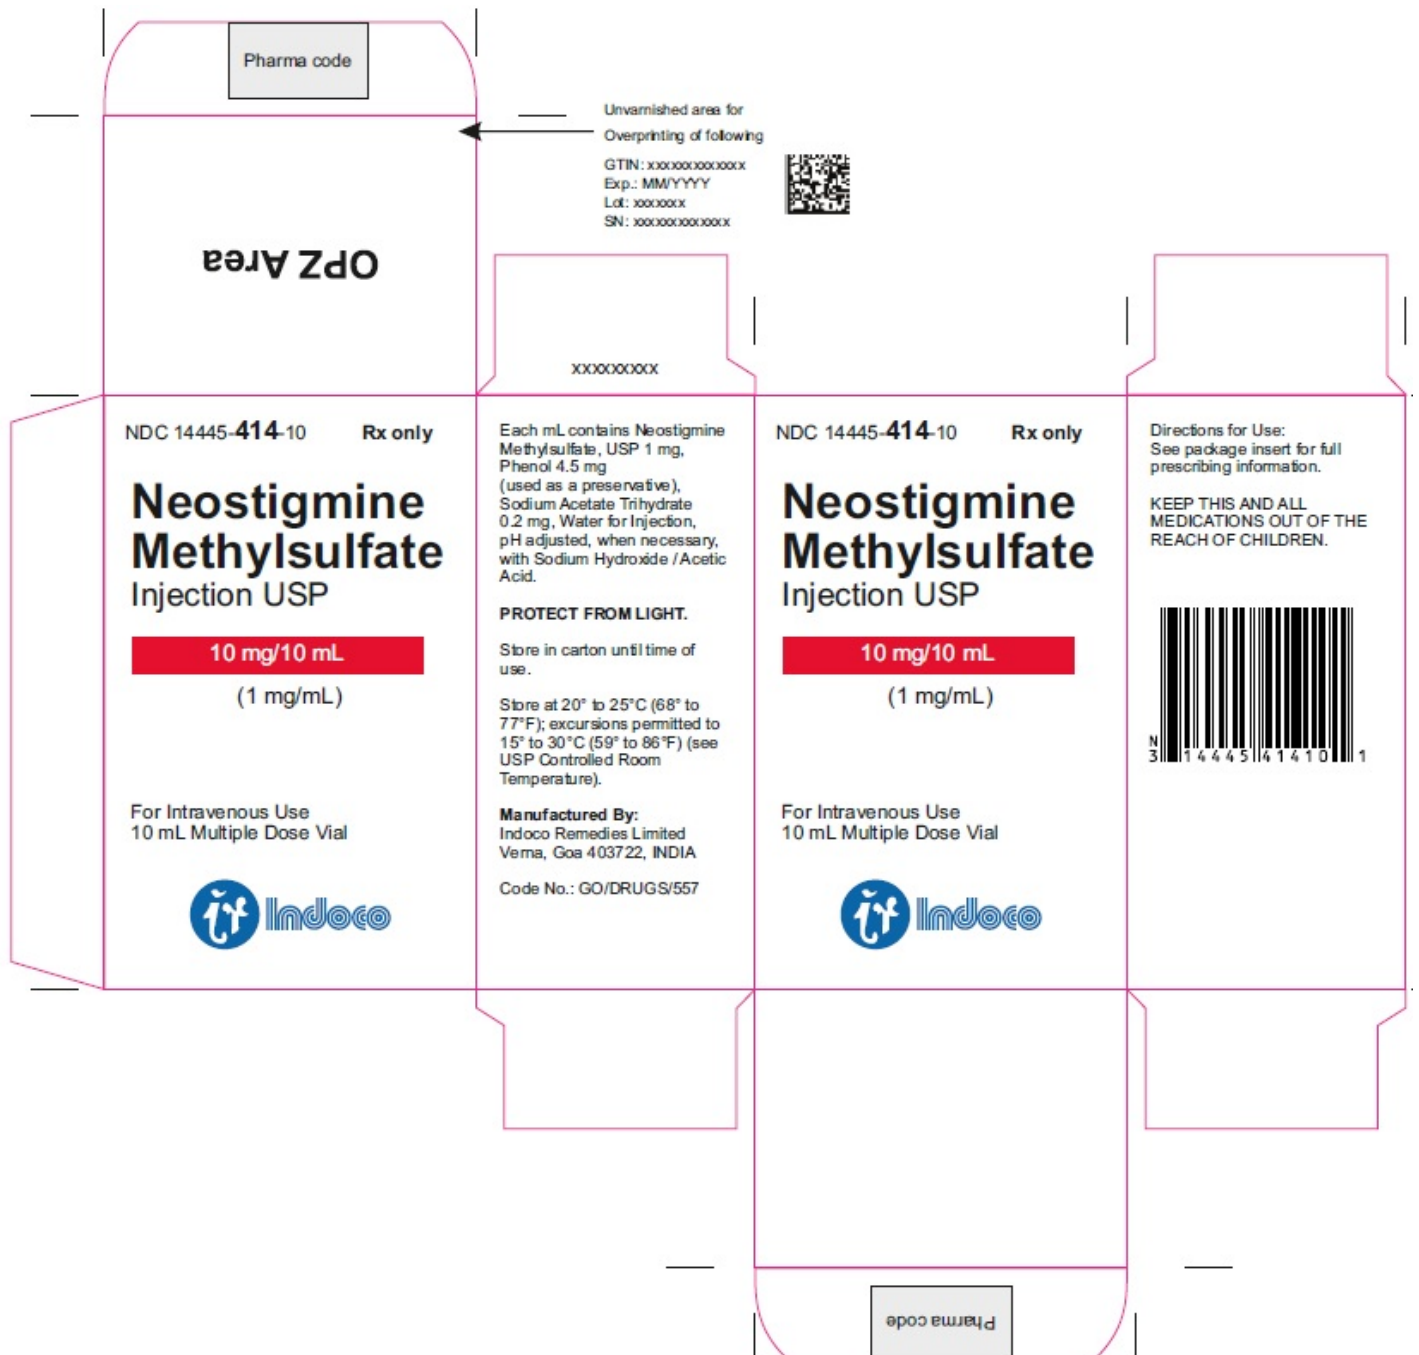 Pharma code
Unvarnished area for
Overprinting of following
GTIN: xxxxxxxxxxxxx
Exp.: MM/YYYY
Lot: xxxxxxx
SN: xxxxxxxxxxxxx
OPZ Area
xxxxxxxxx
NDC 14445-414-10 Rx only
Neostigmine
Methylsulfate
Injection USP
10 mg/10 mL
(1 mg/mL)
For Intravenous Use
10 mL Multiple Dose Vial
Indoco
Each mL contains Neostigmine
Methylsulfate, USP 1 mg,
Phenol 4.5 mg
(used as a preservative),
Sodium Acetate Trihydrate
0.2 mg, Water for Injection,
pH adjusted, when necessary,
with Sodium Hydroxide / Acetic
Acid.
PROTECT FROM LIGHT.
Store in carton until time of
use.
Store at 20° to 25°C (68° to
77°F); excursions permitted to
15° to 30°C (59° to 86°F) (see
USP Controlled Room
Temperature).
Manufactured By:
Indoco Remedies Limited
Verna, Goa 403722, INDIA
Code No.: GO/DRUGS/557
NDC 14445-414-10 Rx only
Neostigmine
Methylsulfate
Injection USP
10 mg/10 mL
(1 mg/mL)
For Intravenous Use
10 mL Multiple Dose Vial
Indoco
Directions for Use:
See package insert for full
prescribing information.
KEEP THIS AND ALL
MEDICATIONS OUT OF THE
REACH OF CHILDREN.
N
3 14445 41410 1
Pharma code